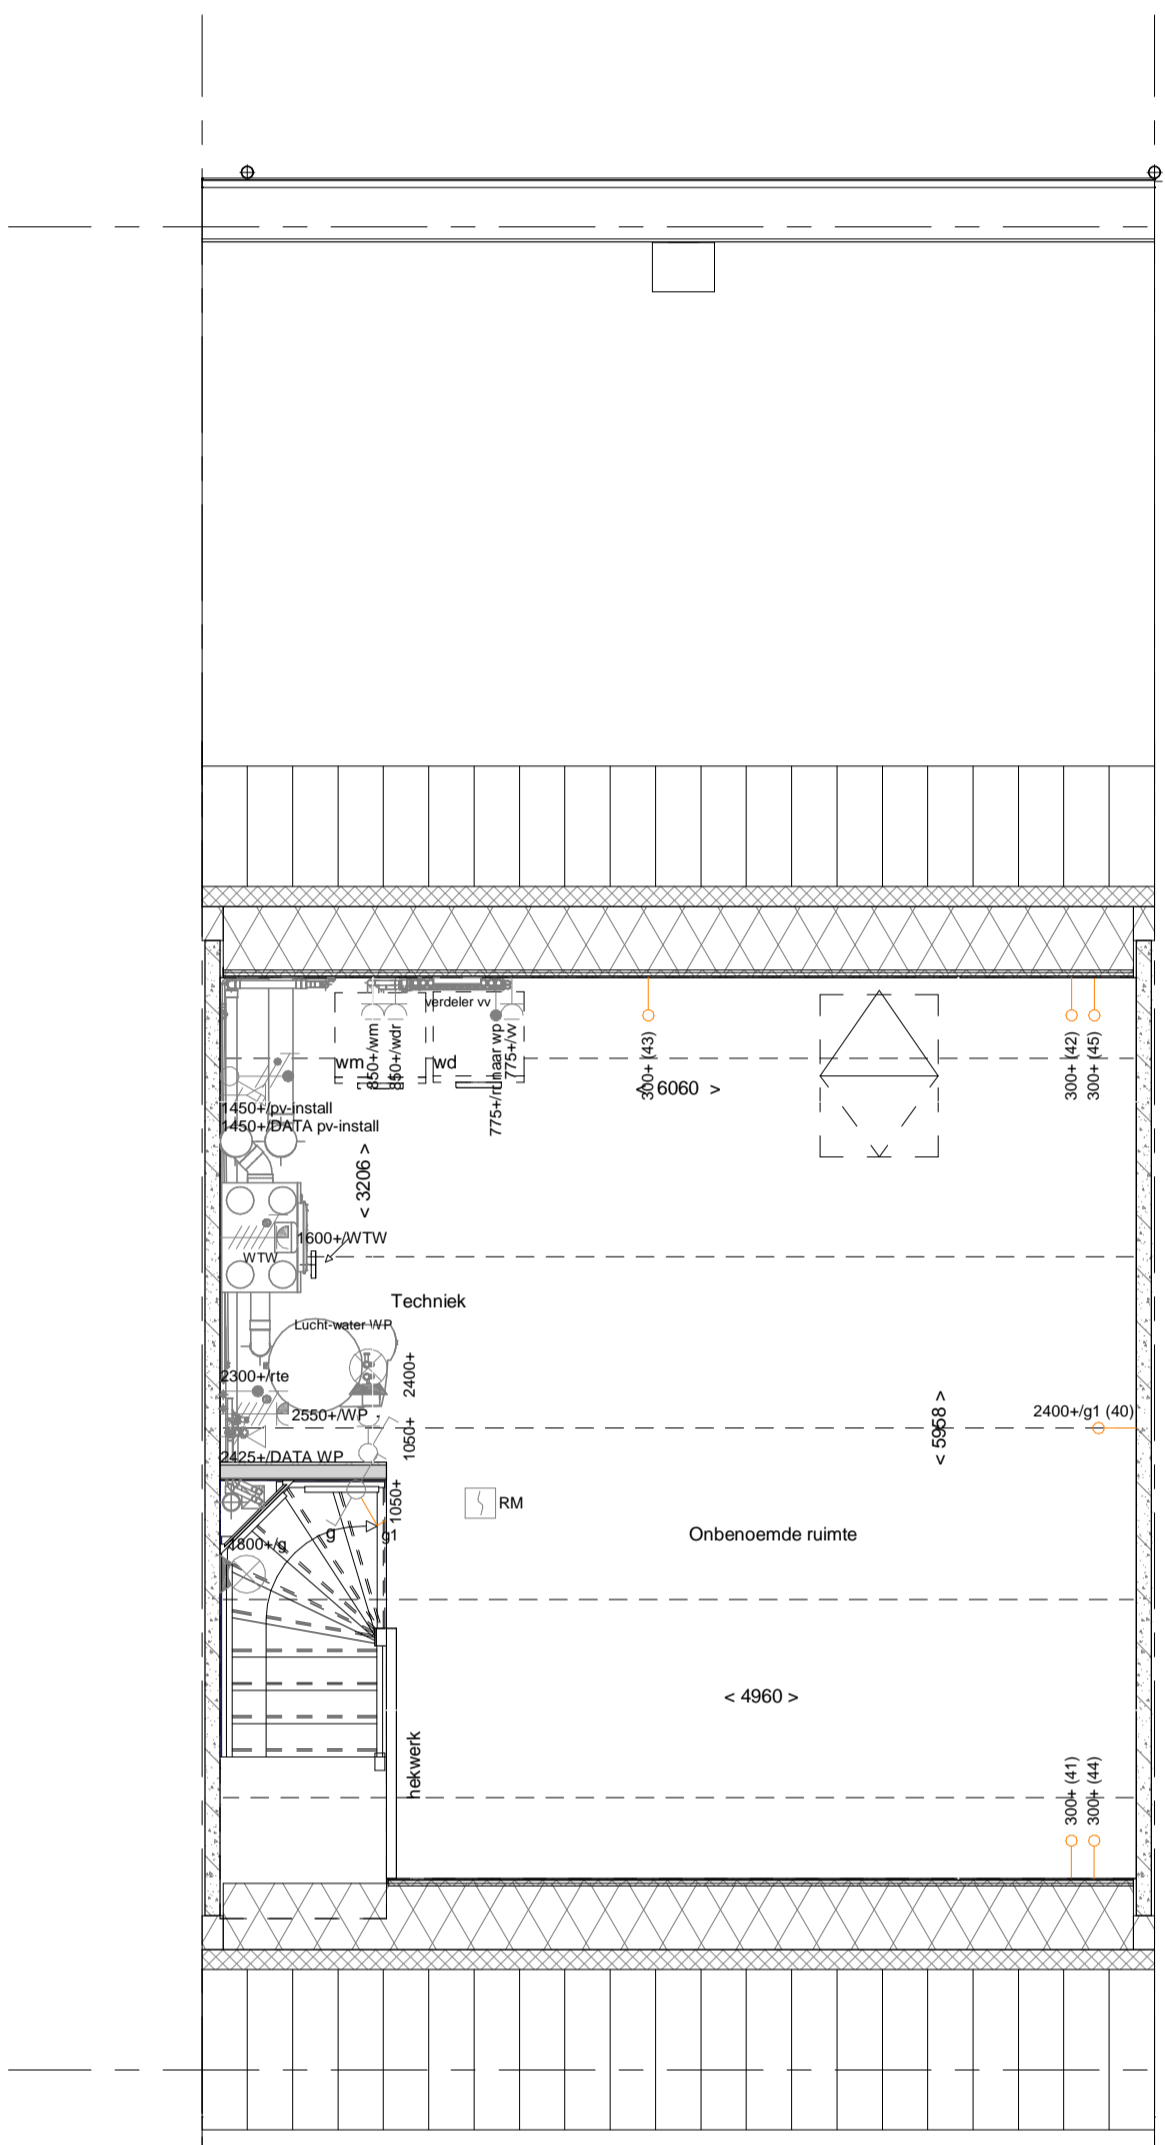 verdeler vv
wm
850+/wm
850+/wdr
wd
775+/vv
300+ (43)
300+ (42)
300+ (45)
< 6060 >
1450+/pv-install
1450+/DATA pv-install
< 3206 >
1600+/WTW
WTW
Techniek
Lucht-water WP
2400+
2300+/rte
2550+/WP
1050+
2425+/DATA WP
< 5958 >
2400+/g1 (40)
1050+
RM
g
g1
1800+/g
Onbenoemde ruimte
< 4960 >
hekwerk
300+ (41)
300+ (44)